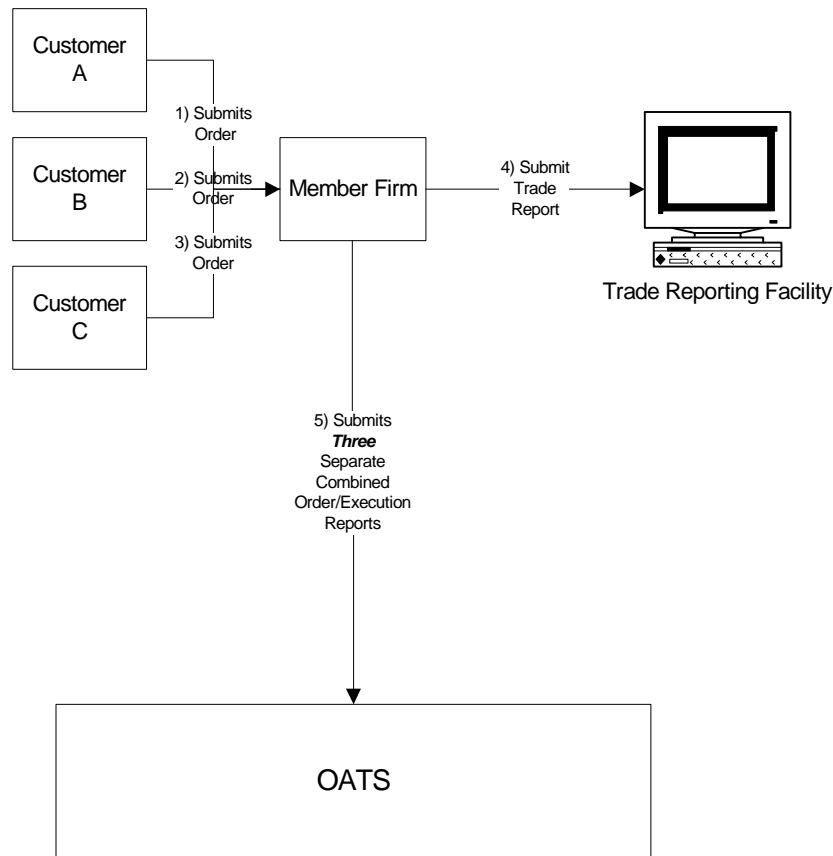 Customer
A
1) Submits
Order
Customer
B
2) Submits
Order
Customer
C
3) Submits
Order
Member Firm
4) Submit
Trade
Report
Trade Reporting Facility
5) Submits
Three
Separate
Combined
Order/Execution
Reports
OATS